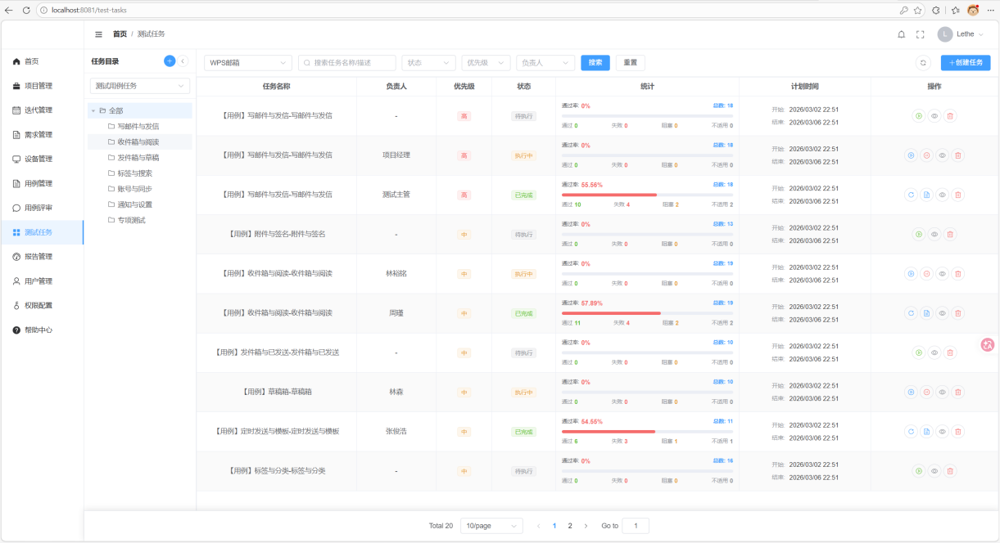 localhost:8081/test-tasks
首页 / 测试任务
L Lethe
首页
项目管理
迭代管理
需求管理
设备管理
用例管理
用例评审
测试任务
报告管理
用户管理
权限配置
帮助中心
任务目录
测试用例任务
全部
写邮件与发信
收件箱与阅读
发件箱与草稿
标签与搜索
账号与同步
通知与设置
专项测试
WPS邮箱 搜索任务名称/描述 状态 优先级 负责人 搜索 重置 +创建任务
任务名称 负责人 优先级 状态 统计 计划时间 操作
【用例】写邮件与发信-写邮件与发信 - 高 待执行
通过率: 0% 总数: 18
通过 0 失败 0 阻塞 0 不适用 0
开始: 2026/03/02 22:51
结束: 2026/03/06 22:51
【用例】写邮件与发信-写邮件与发信 项目经理 高 执行中
通过率: 0% 总数: 18
通过 0 失败 0 阻塞 0 不适用 0
开始: 2026/03/02 22:51
结束: 2026/03/06 22:51
【用例】写邮件与发信-写邮件与发信 测试主管 高 已完成
通过率: 55.56% 总数: 18
通过 10 失败 4 阻塞 2 不适用 2
开始: 2026/03/02 22:51
结束: 2026/03/06 22:51
【用例】附件与签名-附件与签名 - 中 待执行
通过率: 0% 总数: 13
通过 0 失败 0 阻塞 0 不适用 0
开始: 2026/03/02 22:51
结束: 2026/03/06 22:51
【用例】收件箱与阅读-收件箱与阅读 林裕铭 中 执行中
通过率: 0% 总数: 19
通过 0 失败 0 阻塞 0 不适用 0
开始: 2026/03/02 22:51
结束: 2026/03/06 22:51
【用例】收件箱与阅读-收件箱与阅读 周瑾 中 已完成
通过率: 57.89% 总数: 19
通过 11 失败 4 阻塞 2 不适用 2
开始: 2026/03/02 22:51
结束: 2026/03/06 22:51
【用例】发件箱与已发送-发件箱与已发送 - 中 待执行
通过率: 0% 总数: 10
通过 0 失败 0 阻塞 0 不适用 0
开始: 2026/03/02 22:51
结束: 2026/03/06 22:51
【用例】草稿箱-草稿箱 林森 中 执行中
通过率: 0% 总数: 10
通过 0 失败 0 阻塞 0 不适用 0
开始: 2026/03/02 22:51
结束: 2026/03/06 22:51
【用例】定时发送与模板-定时发送与模板 张俊浩 中 已完成
通过率: 54.55% 总数: 11
通过 6 失败 3 阻塞 1 不适用 1
开始: 2026/03/02 22:51
结束: 2026/03/06 22:51
【用例】标签与分类-标签与分类 - 中 待执行
通过率: 0% 总数: 16
通过 0 失败 0 阻塞 0 不适用 0
开始: 2026/03/02 22:51
结束: 2026/03/06 22:51
Total 20 10/page 1 2 Go to 1